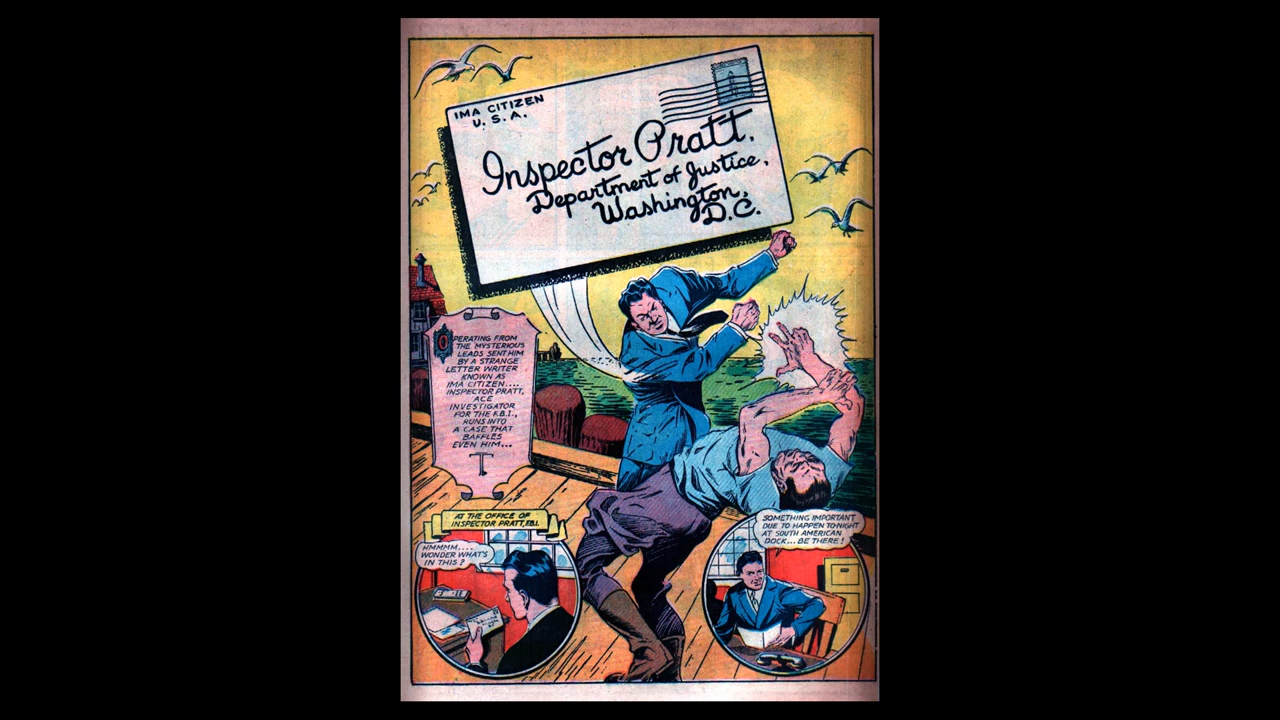 IMA CITIZEN
U. S. A.
Inspector Pratt,
Department of Justice,
Washington,
D.C.
OPERATING FROM
THE MYSTERIOUS
LEADS SENT HIM
BY A STRANGE
LETTER WRITER
KNOWN AS
IMA CITIZEN....
INSPECTOR PRATT,
ACE
INVESTIGATOR
FOR THE F.B.I.,
RUNS INTO
A CASE THAT
BAFFLES
EVEN HIM...
AT THE OFFICE OF
INSPECTOR PRATT, F.B.I.
HMMMM....
WONDER WHAT'S
IN THIS?
SOMETHING IMPORTANT
DUE TO HAPPEN TONIGHT
AT SOUTH AMERICAN
DOCK... BE THERE!